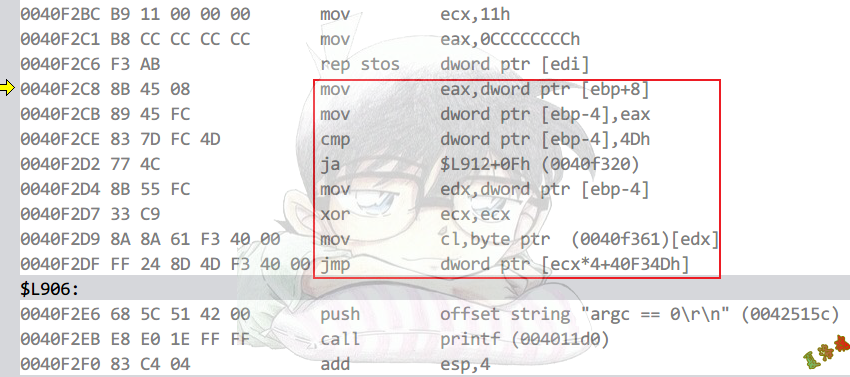 0040F2BC B9 11 00 00 00 mov ecx,11h
0040F2C1 B8 CC CC CC CC mov eax,0CCCCCCCCh
0040F2C6 F3 AB rep stos dword ptr [edi]
0040F2C8 8B 45 08 mov eax,dword ptr [ebp+8]
0040F2CB 89 45 FC mov dword ptr [ebp-4],eax
0040F2CE 83 7D FC 4D cmp dword ptr [ebp-4],4Dh
0040F2D2 77 4C ja $L912+0Fh (0040f320)
0040F2D4 8B 55 FC mov edx,dword ptr [ebp-4]
0040F2D7 33 C9 xor ecx,ecx
0040F2D9 8A 8A 61 F3 40 00 mov cl,byte ptr (0040f361)[edx]
0040F2DF FF 24 8D 4D F3 40 00 jmp dword ptr [ecx*4+40F34Dh]
$L906:
0040F2E6 68 5C 51 42 00 push offset string "argc == 0\r\n" (0042515c)
0040F2EB E8 E0 1E FF FF call printf (004011d0)
0040F2F0 83 C4 04 add esp,4